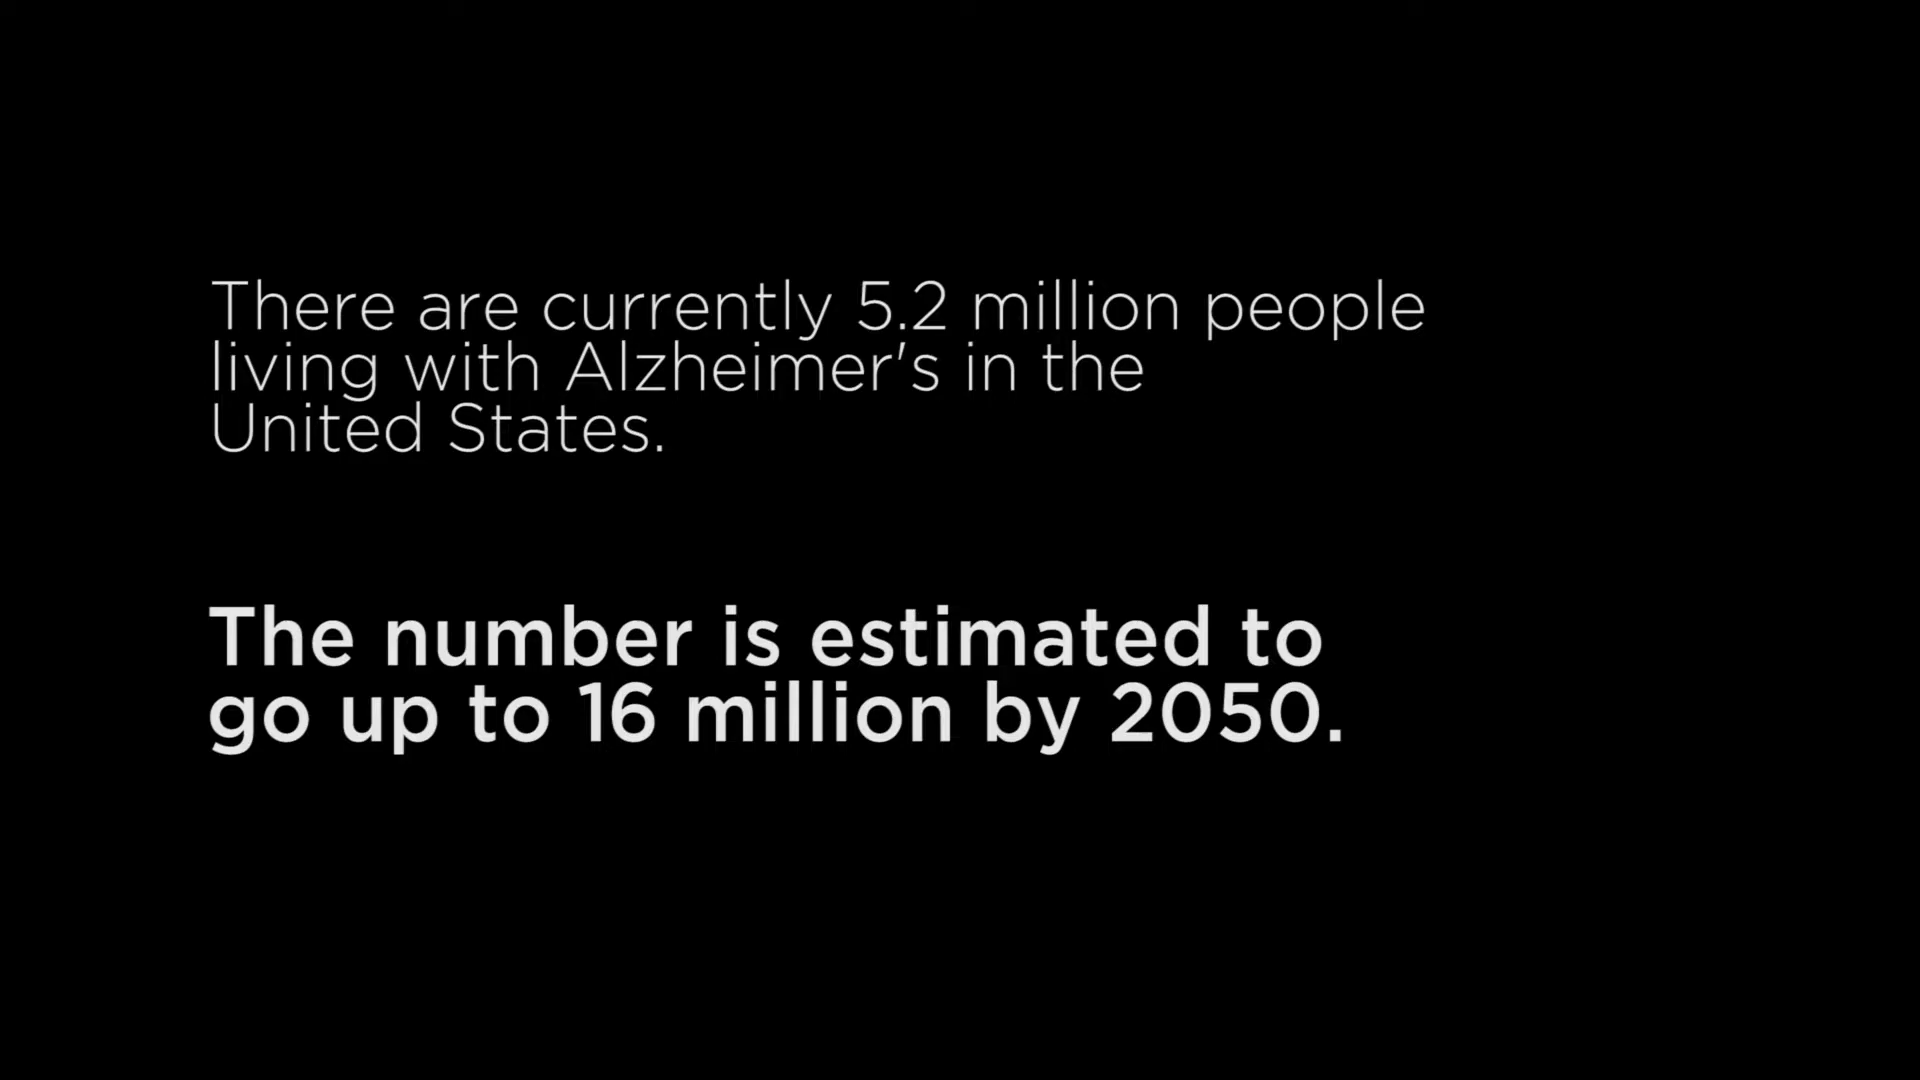 There are currently 5.2 million people
living with Alzheimer's in the
United States.
The number is estimated to
go up to 16 million by 2050.